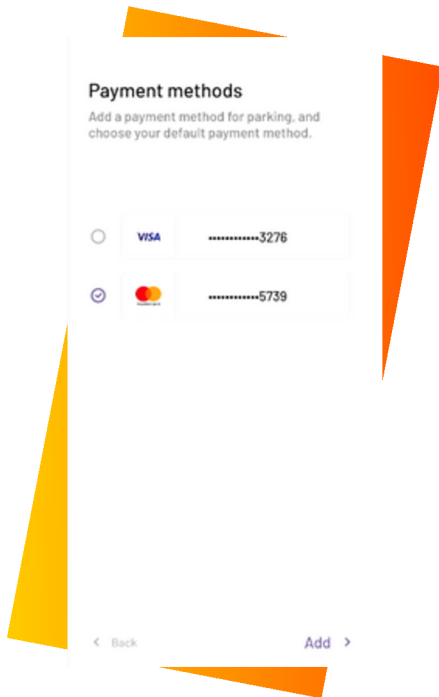 Payment methods
Add a payment method for parking, and
choose your default payment method.
VISA ••••••••••••3276
••••••••••••5739
Back Add